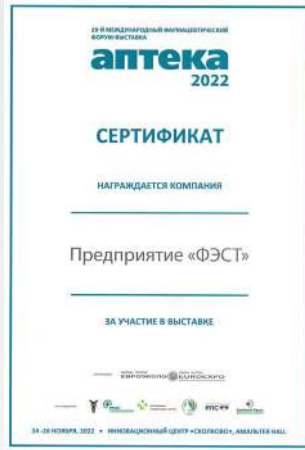 29-Й МЕЖДУНАРОДНЫЙ ФАРМАЦЕВТИЧЕСКИЙ
ФОРУМ-ВЫСТАВКА
аптека
2022
СЕРТИФИКАТ
НАГРАЖДАЕТСЯ КОМПАНИЯ
Предприятие «ФЭСТ»
ЗА УЧАСТИЕ В ВЫСТАВКЕ
ЕВРОЭКСПО EUROEXPO
24 -26 НОЯБРЯ, 2022 • ИННОВАЦИОННЫЙ ЦЕНТР «СКОЛКОВО», АМАЛЬТЕЯ HALL